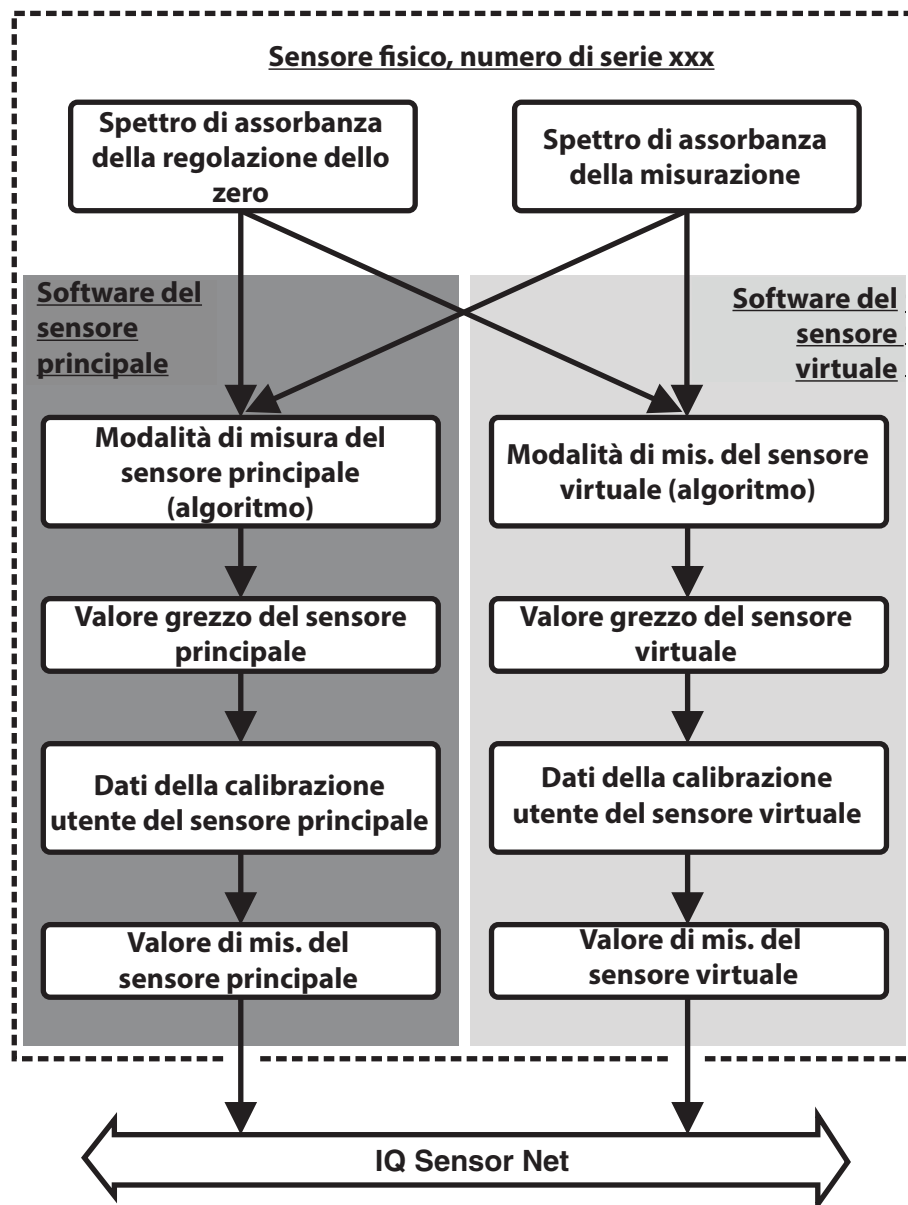 Sensore fisico, numero di serie xxx
Spettro di assorbanza
della regolazione dello
zero
Spettro di assorbanza
della misurazione
Software del
sensore
principale
Software del
sensore
virtuale
Modalità di misura del
sensore principale
(algoritmo)
Modalità di mis. del sensore
virtuale (algoritmo)
Valore grezzo del sensore
principale
Valore grezzo del sensore
virtuale
Dati della calibrazione
utente del sensore principale
Dati della calibrazione
utente del sensore virtuale
Valore di mis. del
sensore principale
Valore di mis. del
sensore virtuale
IQ Sensor Net